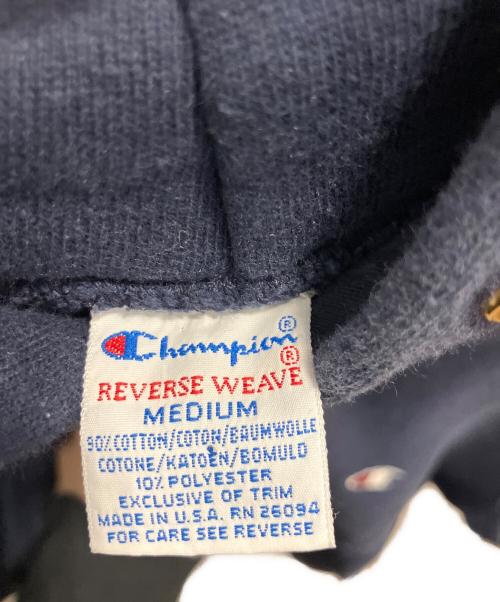 Champion®
®
REVERSE WEAVE
MEDIUM
90%COTTON/COTON/BAUMWOLLE
COTONE/KATOEN/BOMULD
10% POLYESTER
EXCLUSIVE OF TRIM
MADE IN U.S.A. RN 26094
FOR CARE SEE REVERSE